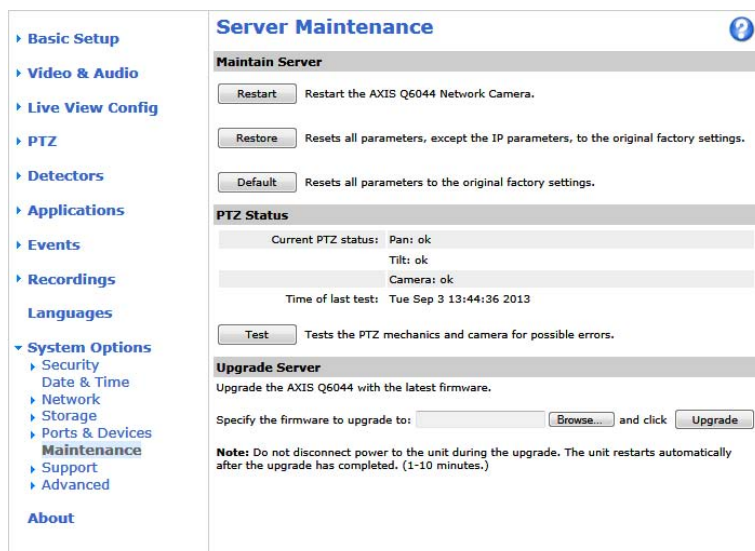 Basic Setup
Video & Audio
Live View Config
PTZ
Detectors
Applications
Events
Recordings
Languages
System Options
Security
Date & Time
Network
Storage
Ports & Devices
Maintenance
Support
Advanced
About
Server Maintenance
?
Maintain Server
Restart Restart the AXIS Q6044 Network Camera.
Restore Resets all parameters, except the IP parameters, to the original factory settings.
Default Resets all parameters to the original factory settings.
PTZ Status
Current PTZ status: Pan: ok
Tilt: ok
Camera: ok
Time of last test: Tue Sep 3 13:44:36 2013
Test Tests the PTZ mechanics and camera for possible errors.
Upgrade Server
Upgrade the AXIS Q6044 with the latest firmware.
Specify the firmware to upgrade to: Browse... and click Upgrade
Note: Do not disconnect power to the unit during the upgrade. The unit restarts automatically
after the upgrade has completed. (1-10 minutes.)